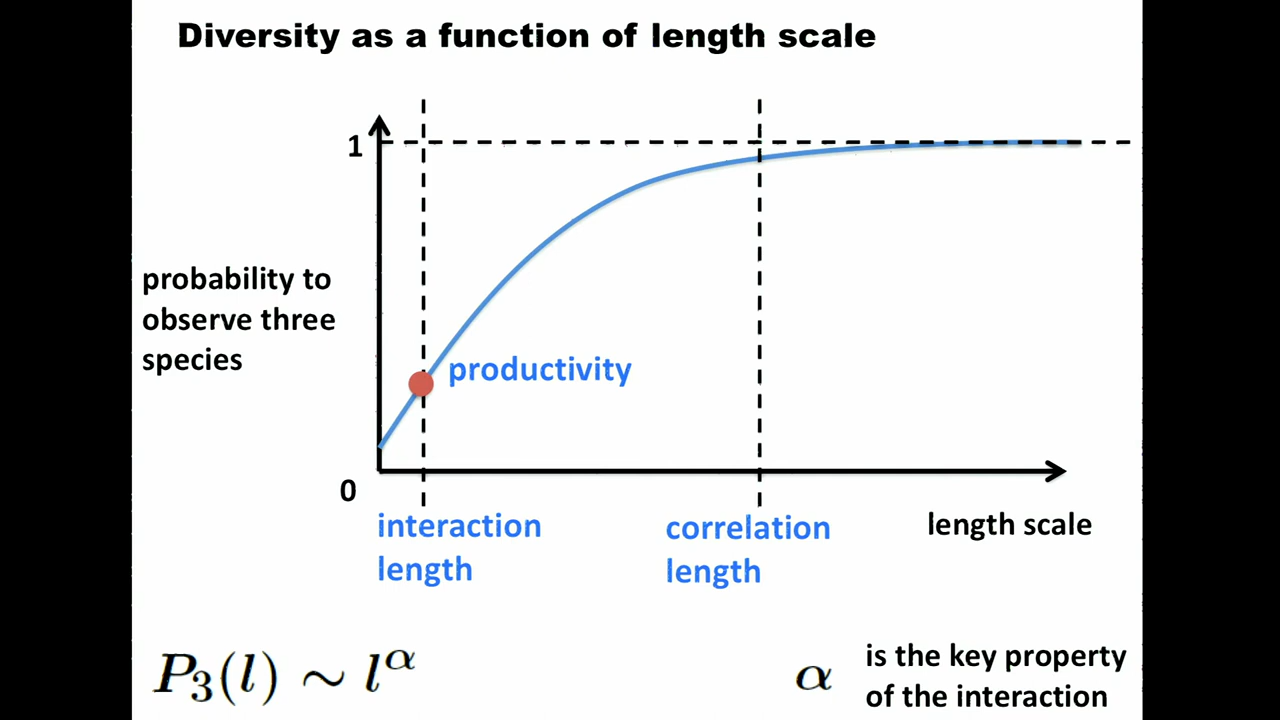 Diversity as a function of length scale
1
probability to
observe three
species
productivity
0
interaction
length
correlation
length
length scale
P₃(l) ∼ l^α
α
is the key property
of the interaction